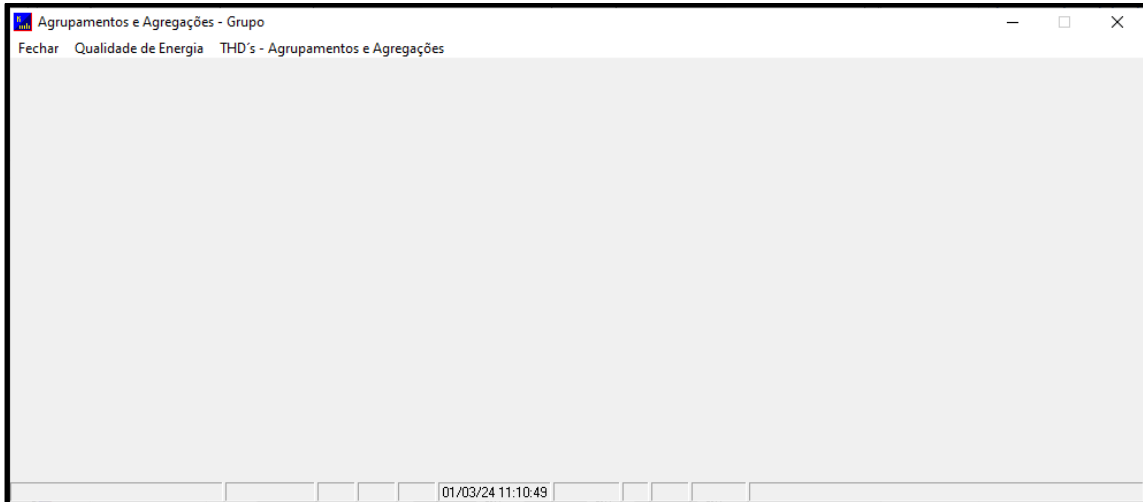 Agrupamentos e Agregações - Grupo
Fechar Qualidade de Energia THD´s - Agrupamentos e Agregações
01/03/24 11:10:49